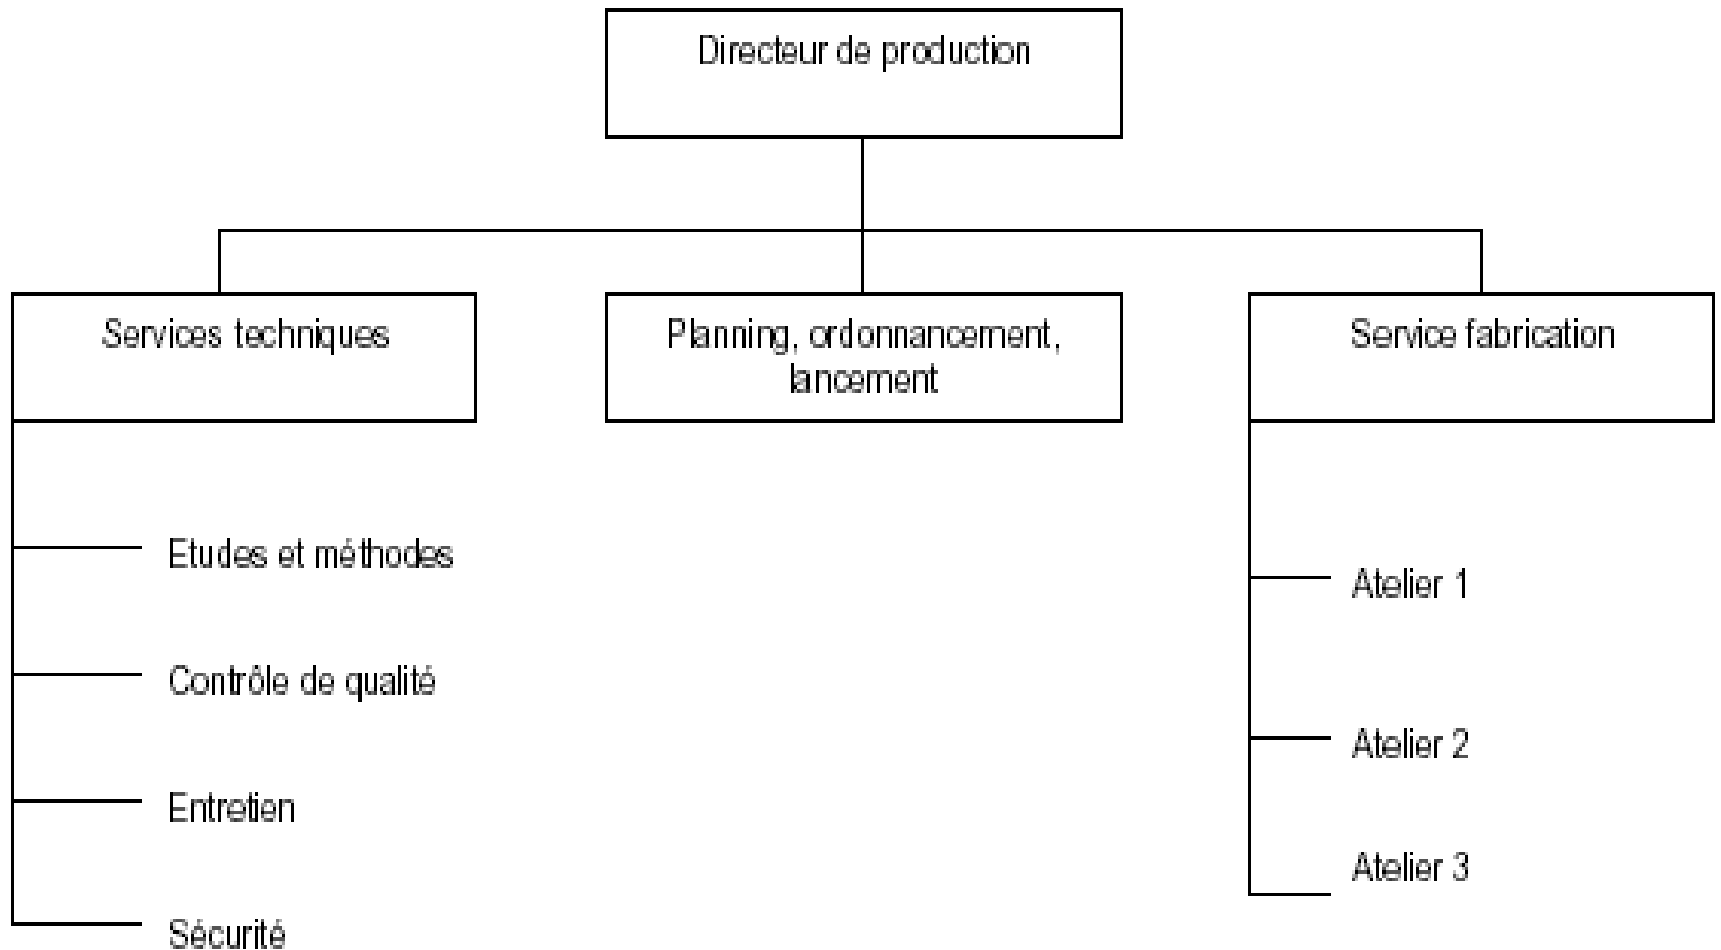 Directeur de production
Services techniques
Planning, ordonnancement,
lancement
Service fabrication
Etudes et méthodes
Contrôle de qualité
Entretien
Sécurité
Atelier 1
Atelier 2
Atelier 3